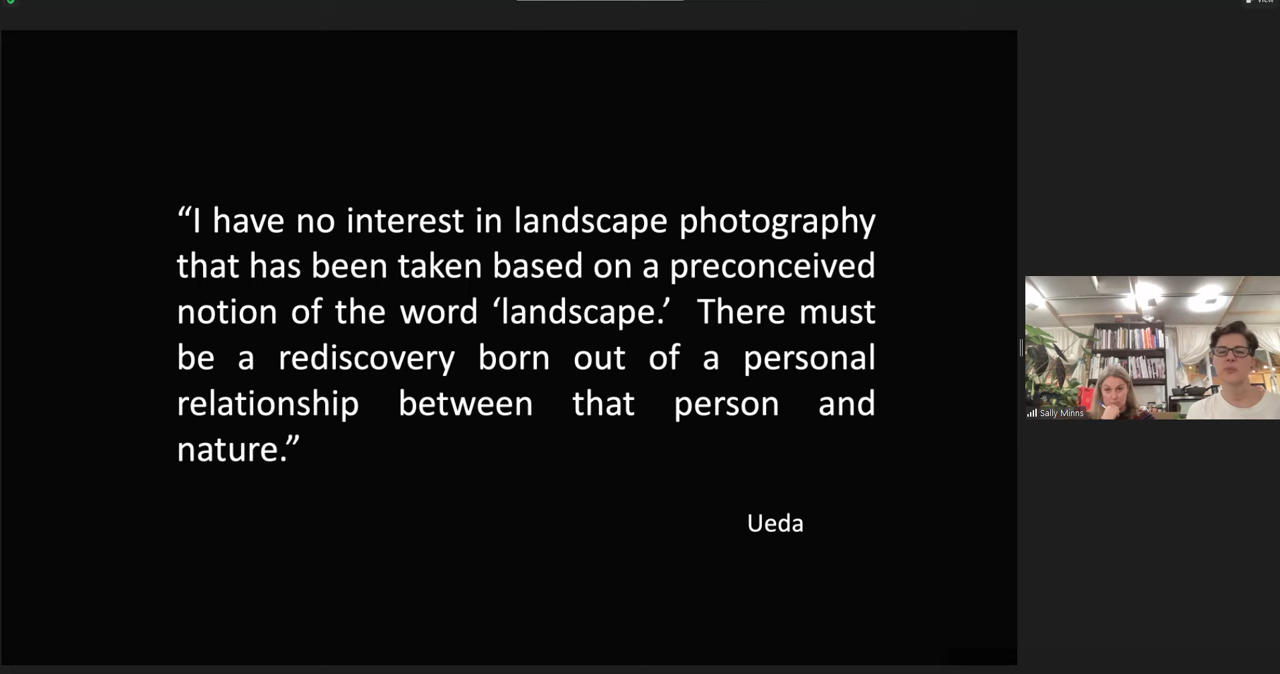 “I have no interest in landscape photography
that has been taken based on a preconceived
notion of the word ‘landscape.’ There must
be a rediscovery born out of a personal
relationship between that person and
nature.”
Ueda
Sally Minns